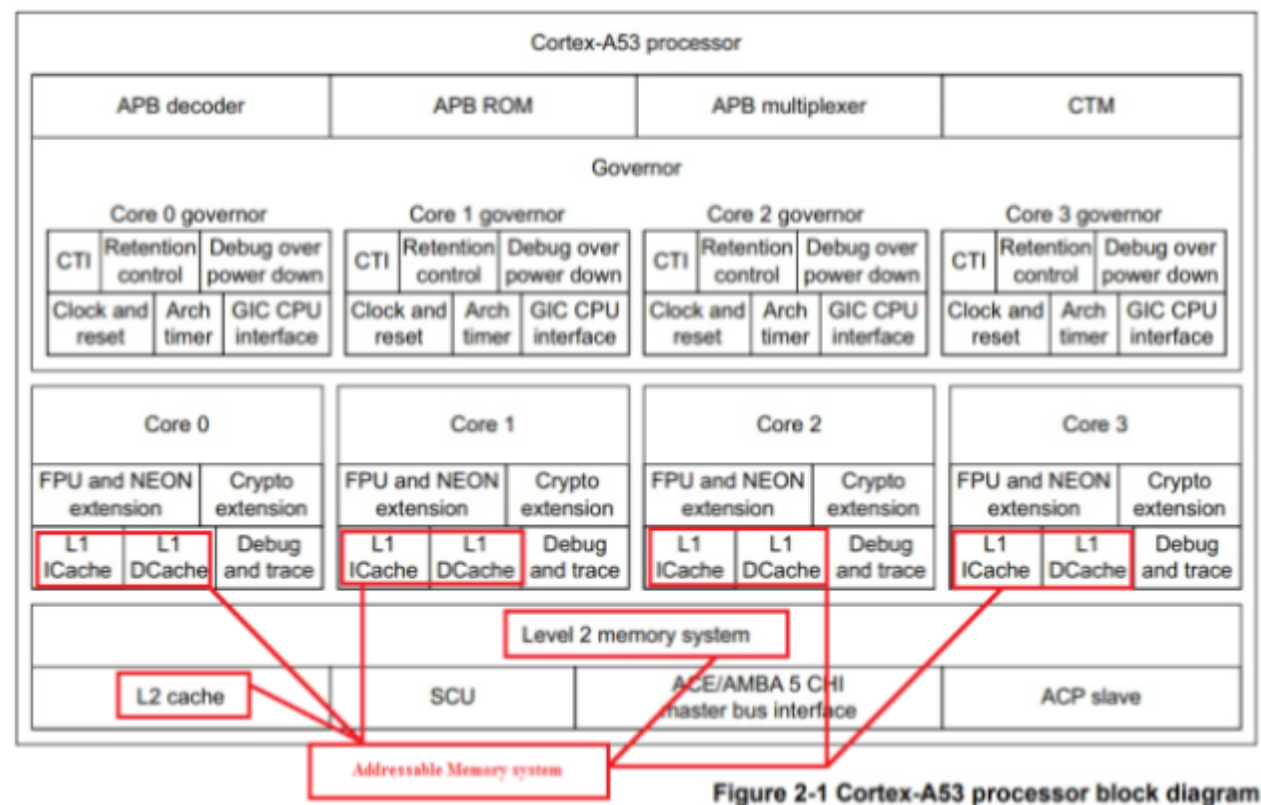 Cortex-A53 processor
APB decoder APB ROM APB multiplexer CTM
Governor
Core 0 governor Core 1 governor Core 2 governor Core 3 governor
CTI Retention control Debug over power down CTI Retention control Debug over power down CTI Retention control Debug over power down CTI Retention control Debug over power down
Clock and reset Arch timer GIC CPU interface Clock and reset Arch timer GIC CPU interface Clock and reset Arch timer GIC CPU interface Clock and reset Arch timer GIC CPU interface
Core 0 Core 1 Core 2 Core 3
FPU and NEON extension Crypto extension FPU and NEON extension Crypto extension FPU and NEON extension Crypto extension FPU and NEON extension Crypto extension
L1 ICache L1 DCache Debug and trace L1 ICache L1 DCache Debug and trace L1 ICache L1 DCache Debug and trace L1 ICache L1 DCache Debug and trace
Level 2 memory system
L2 cache SCU ACE/AMBA 5 CHI master bus interface ACP slave
Addressable Memory system
Figure 2-1 Cortex-A53 processor block diagram